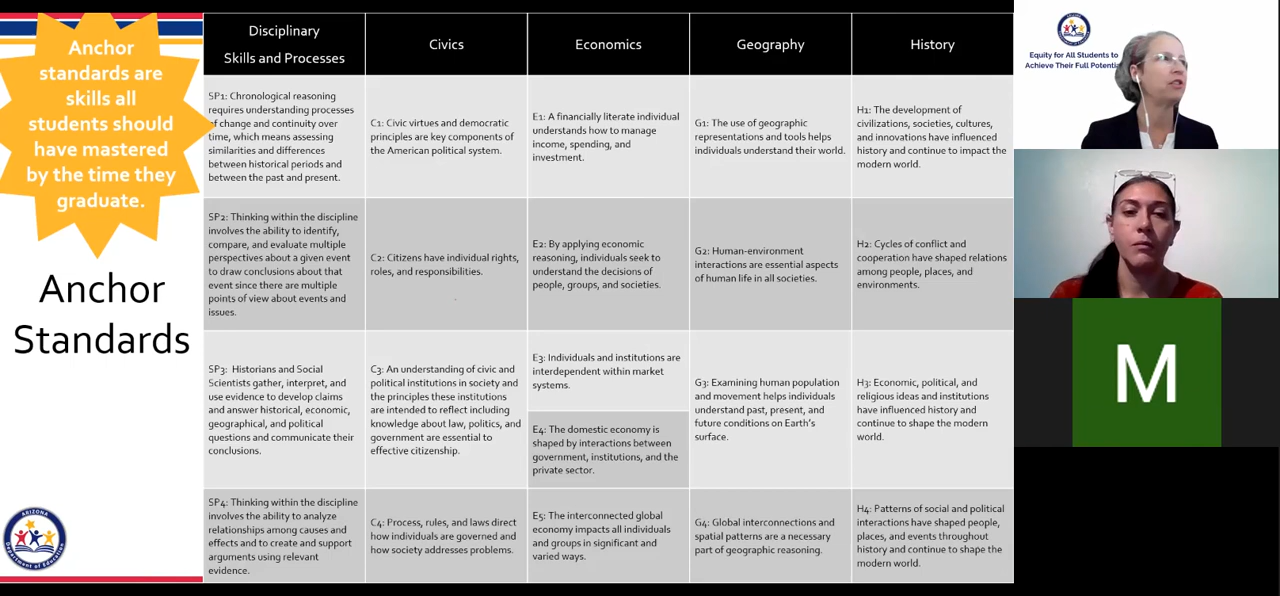 Anchor
standards are
skills all
students should
have mastered
by the time they
graduate.
Anchor
Standards
ARIZONA
Department of Education
Disciplinary
Skills and Processes
Civics
Economics
Geography
History
SP1: Chronological reasoning
requires understanding processes
of change and continuity over
time, which means assessing
similarities and differences
between historical periods and
between the past and present.
C1: Civic virtues and democratic
principles are key components of
the American political system.
E1: A financially literate individual
understands how to manage
income, spending, and
investment.
G1: The use of geographic
representations and tools helps
individuals understand their world.
H1: The development of
civilizations, societies, cultures,
and innovations have influenced
history and continue to impact the
modern world.
SP2: Thinking within the discipline
involves the ability to identify,
compare, and evaluate multiple
perspectives about a given event
to draw conclusions about that
event since there are multiple
points of view about events and
issues.
C2: Citizens have individual rights,
roles, and responsibilities.
E2: By applying economic
reasoning, individuals seek to
understand the decisions of
people, groups, and societies.
G2: Human-environment
interactions are essential aspects
of human life in all societies.
H2: Cycles of conflict and
cooperation have shaped relations
among people, places, and
environments.
SP3: Historians and Social
Scientists gather, interpret, and
use evidence to develop claims
and answer historical, economic,
geographical, and political
questions and communicate their
conclusions.
C3: An understanding of civic and
political institutions in society and
the principles these institutions
are intended to reflect including
knowledge about law, politics, and
government are essential to
effective citizenship.
E3: Individuals and institutions are
interdependent within market
systems.
E4: The domestic economy is
shaped by interactions between
government, institutions, and the
private sector.
G3: Examining human population
and movement helps individuals
understand past, present, and
future conditions on Earth's
surface.
H3: Economic, political, and
religious ideas and institutions
have influenced history and
continue to shape the modern
world.
SP4: Thinking within the discipline
involves the ability to analyze
relationships among causes and
effects and to create and support
arguments using relevant
evidence.
C4: Process, rules, and laws direct
how individuals are governed and
how society addresses problems.
E5: The interconnected global
economy impacts all individuals
and groups in significant and
varied ways.
G4: Global interconnections and
spatial patterns are a necessary
part of geographic reasoning.
H4: Patterns of social and political
interactions have shaped people,
places, and events throughout
history and continue to shape the
modern world.
Equity for All Students to
Achieve Their Full Potentia
M